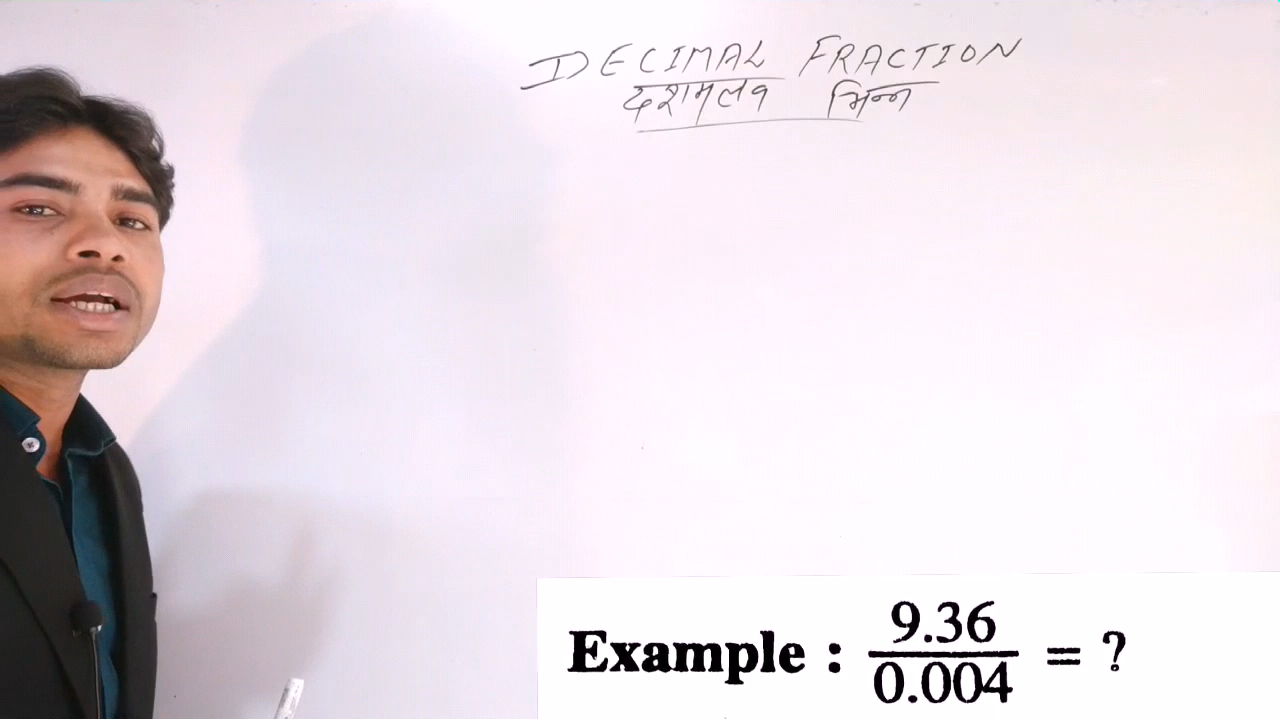 DECIMAL FRACTION
दशमलव भिन्न
Example : 9.36/0.004 = ?